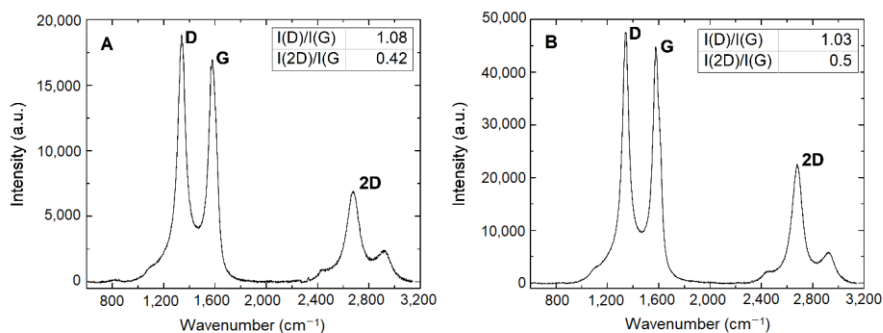 A
D
G
2D
I(D)/I(G) 1.08
I(2D)/I(G 0.42
20,000
15,000
10,000
5,000
0
Intensity (a.u.)
800 1,200 1,600 2,000 2,400 2,800 3,200
Wavenumber (cm⁻¹)
B
D
G
2D
I(D)/I(G) 1.03
I(2D)/I(G) 0.5
50,000
40,000
30,000
20,000
10,000
0
Intensity (a.u.)
800 1,200 1,600 2,000 2,400 2,800 3,200
Wavenumber (cm⁻¹)